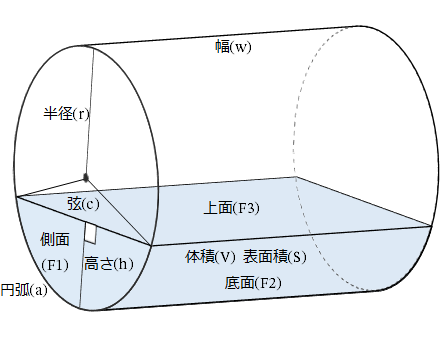 幅(w)
半径(r)
弦(c)
上面(F3)
側面
(F1)
高さ(h)
体積(V) 表面積(S)
底面(F2)
円弧(a)